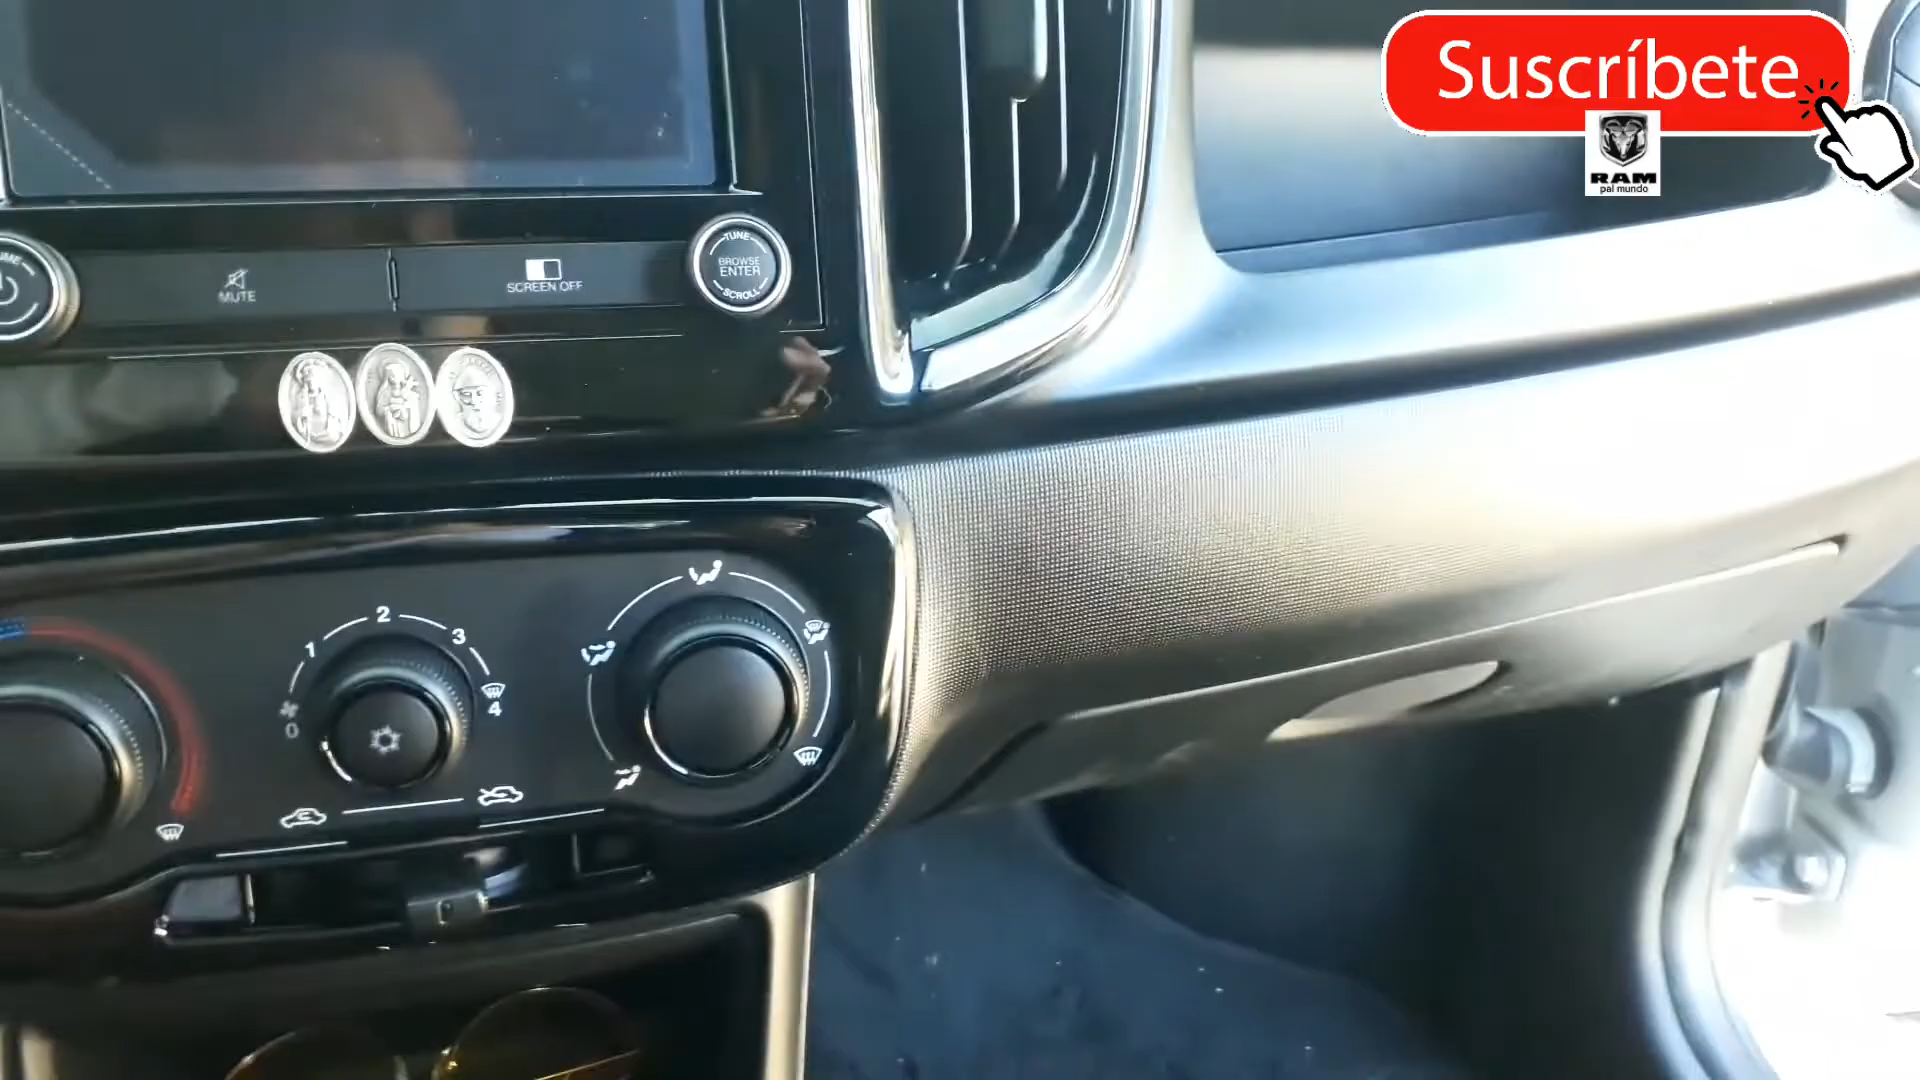 Suscríbete
RAM
pal mundo
TUNE
BROWSE
ENTER
SCROLL
MUTE
SCREEN OFF
2
1
3
4
0